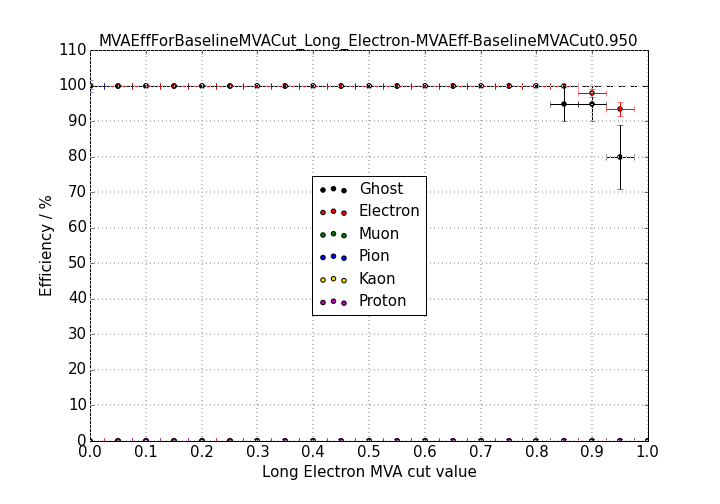 MVAEffForBaselineMVACut_Long_Electron-MVAEff-BaselineMVACut0.950
110
100
90
80
70
60
50
40
30
20
10
0
Efficiency / %
Ghost
Electron
Muon
Pion
Kaon
Proton
0.0 0.1 0.2 0.3 0.4 0.5 0.6 0.7 0.8 0.9 1.0
Long Electron MVA cut value